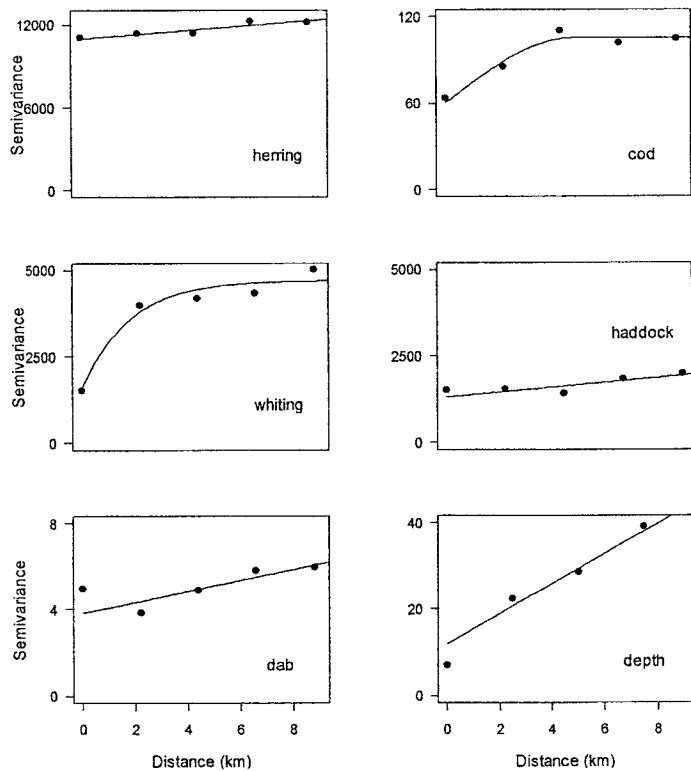 12000
6000
0
Semivariance
herring
120
60
0
cod
5000
2500
0
Semivariance
whiting
5000
2500
0
haddock
8
4
0
Semivariance
dab
0 2 4 6 8
Distance (km)
40
20
0
depth
0 2 4 6 8
Distance (km)